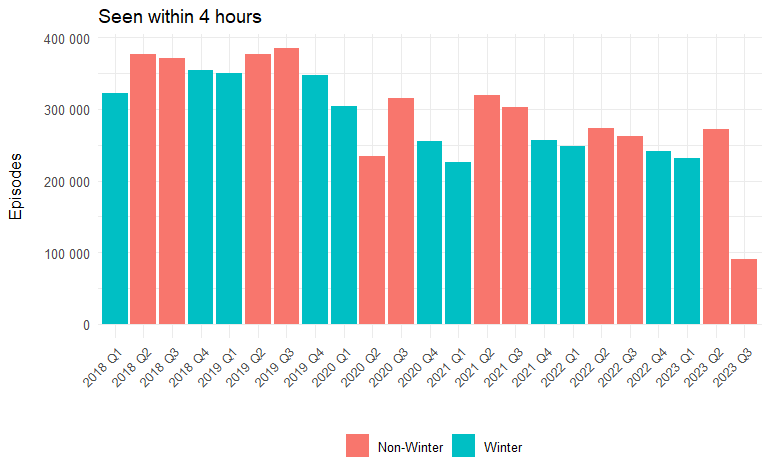 Seen within 4 hours
Episodes
400 000
300 000
200 000
100 000
0
2018 Q1
2018 Q2
2018 Q3
2018 Q4
2019 Q1
2019 Q2
2019 Q3
2019 Q4
2020 Q1
2020 Q2
2020 Q3
2020 Q4
2021 Q1
2021 Q2
2021 Q3
2021 Q4
2022 Q1
2022 Q2
2022 Q3
2022 Q4
2023 Q1
2023 Q2
2023 Q3
Non-Winter
Winter